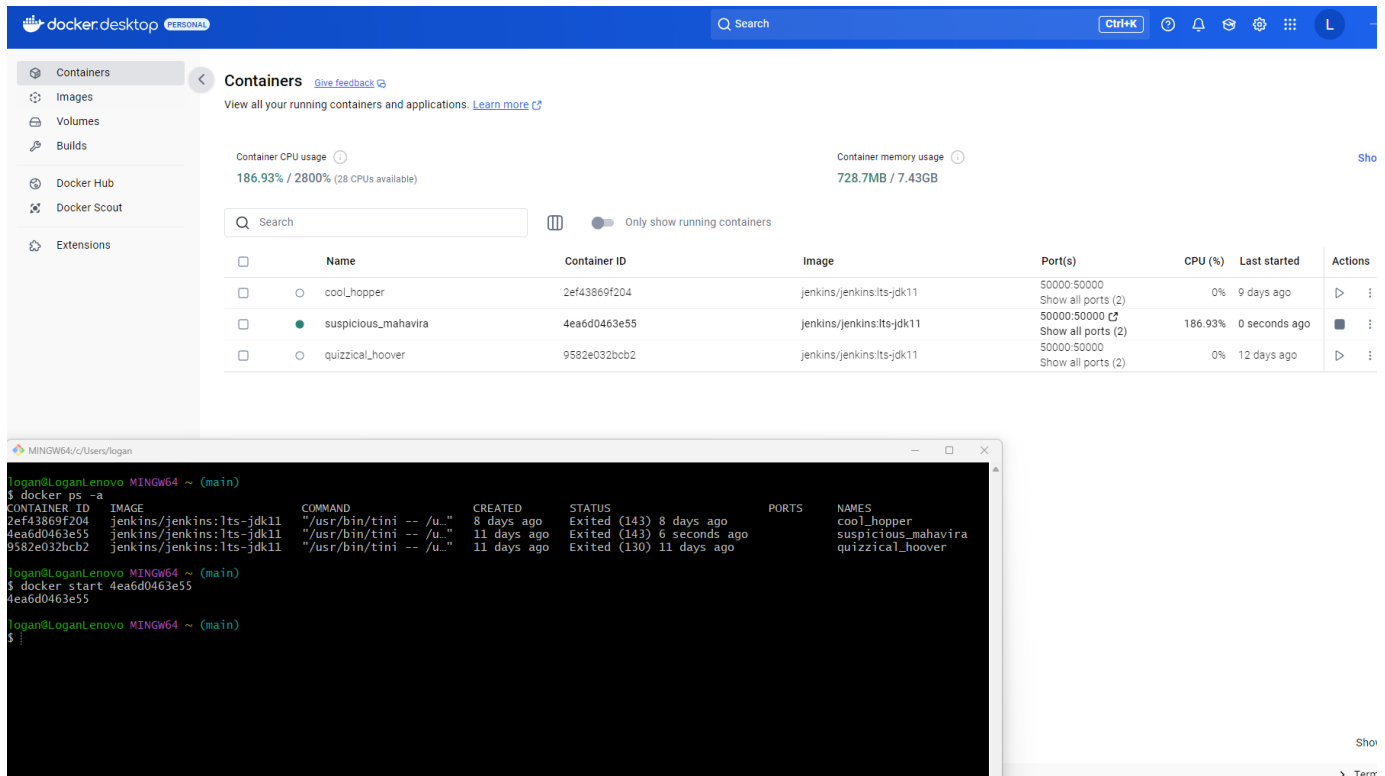 docker.desktop PERSONAL Search Ctrl+K L
Containers
Images
Volumes
Builds
Docker Hub
Docker Scout
Extensions
Containers Give feedback
View all your running containers and applications. Learn more
Container CPU usage
186.93% / 2800% (28 CPUs available)
Container memory usage
728.7MB / 7.43GB
Sho
Search
Only show running containers
Name Container ID Image Port(s) CPU (%) Last started Actions
cool_hopper 2ef43869f204 jenkins/jenkins:lts-jdk11 50000:50000 0% 9 days ago
Show all ports (2)
suspicious_mahavira 4ea6d0463e55 jenkins/jenkins:lts-jdk11 50000:50000 186.93% 0 seconds ago
Show all ports (2)
quizzical_hoover 9582e032bcb2 jenkins/jenkins:lts-jdk11 50000:50000 0% 12 days ago
Show all ports (2)
MINGW64:/c/Users/logan
logan@LoganLenovo MINGW64 ~ (main)
$ docker ps -a
CONTAINER ID IMAGE COMMAND CREATED STATUS PORTS NAMES
2ef43869f204 jenkins/jenkins:lts-jdk11 "/usr/bin/tini -- /u…" 8 days ago Exited (143) 8 days ago cool_hopper
4ea6d0463e55 jenkins/jenkins:lts-jdk11 "/usr/bin/tini -- /u…" 11 days ago Exited (143) 6 seconds ago suspicious_mahavira
9582e032bcb2 jenkins/jenkins:lts-jdk11 "/usr/bin/tini -- /u…" 11 days ago Exited (130) 11 days ago quizzical_hoover
logan@LoganLenovo MINGW64 ~ (main)
$ docker start 4ea6d0463e55
4ea6d0463e55
logan@LoganLenovo MINGW64 ~ (main)
$
Show
Term